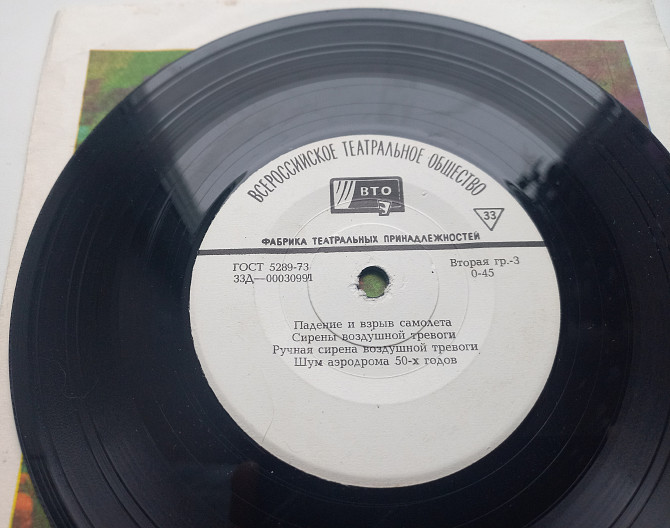 ВСЕРОССИЙСКОЕ ТЕАТРАЛЬНОЕ ОБЩЕСТВО
ВТО
33
ФАБРИКА ТЕАТРАЛЬНЫХ ПРИНАДЛЕЖНОСТЕЙ
ГОСТ 5289-73
33Д—00030991
Вторая гр.-3
0-45
Падение и взрыв самолета
Сирены воздушной тревоги
Ручная сирена воздушной тревоги
Шум аэродрома 50-х годов